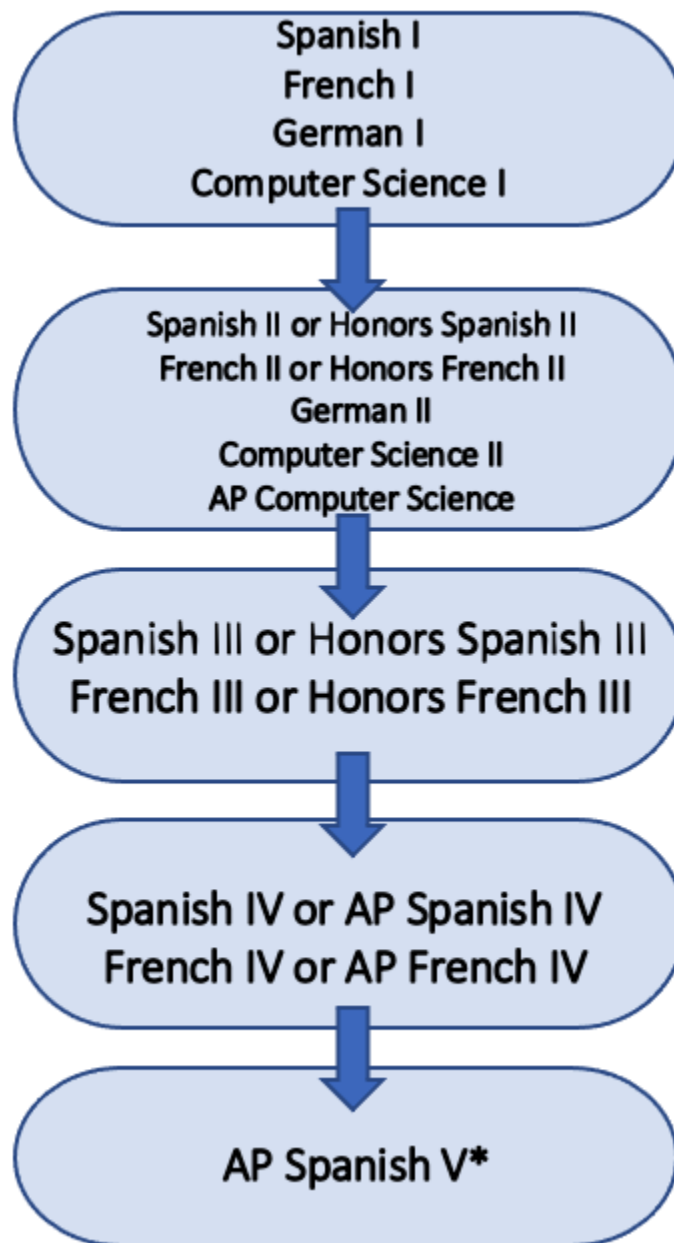 Spanish I
French I
German I
Computer Science I
Spanish II or Honors Spanish II
French II or Honors French II
German II
Computer Science II
AP Computer Science
Spanish III or Honors Spanish III
French III or Honors French III
Spanish IV or AP Spanish IV
French IV or AP French IV
AP Spanish V*